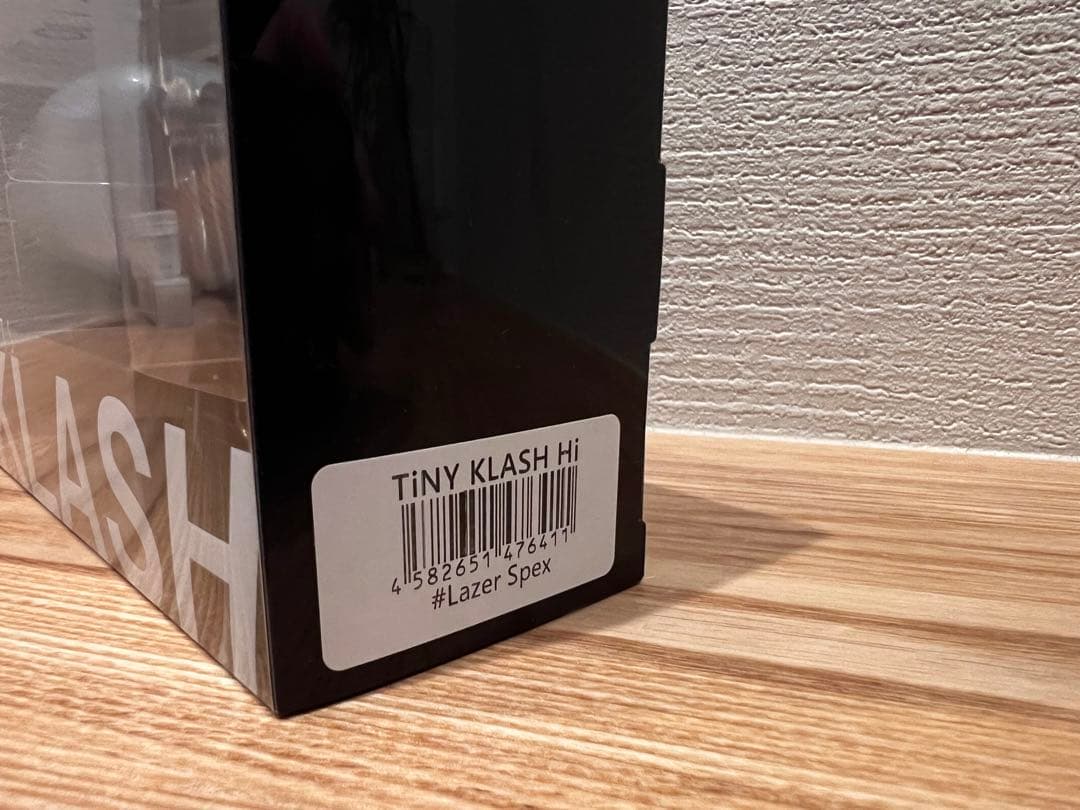 KLASH
TiNY KLASH Hi
4 582651 476411
#Lazer Spex